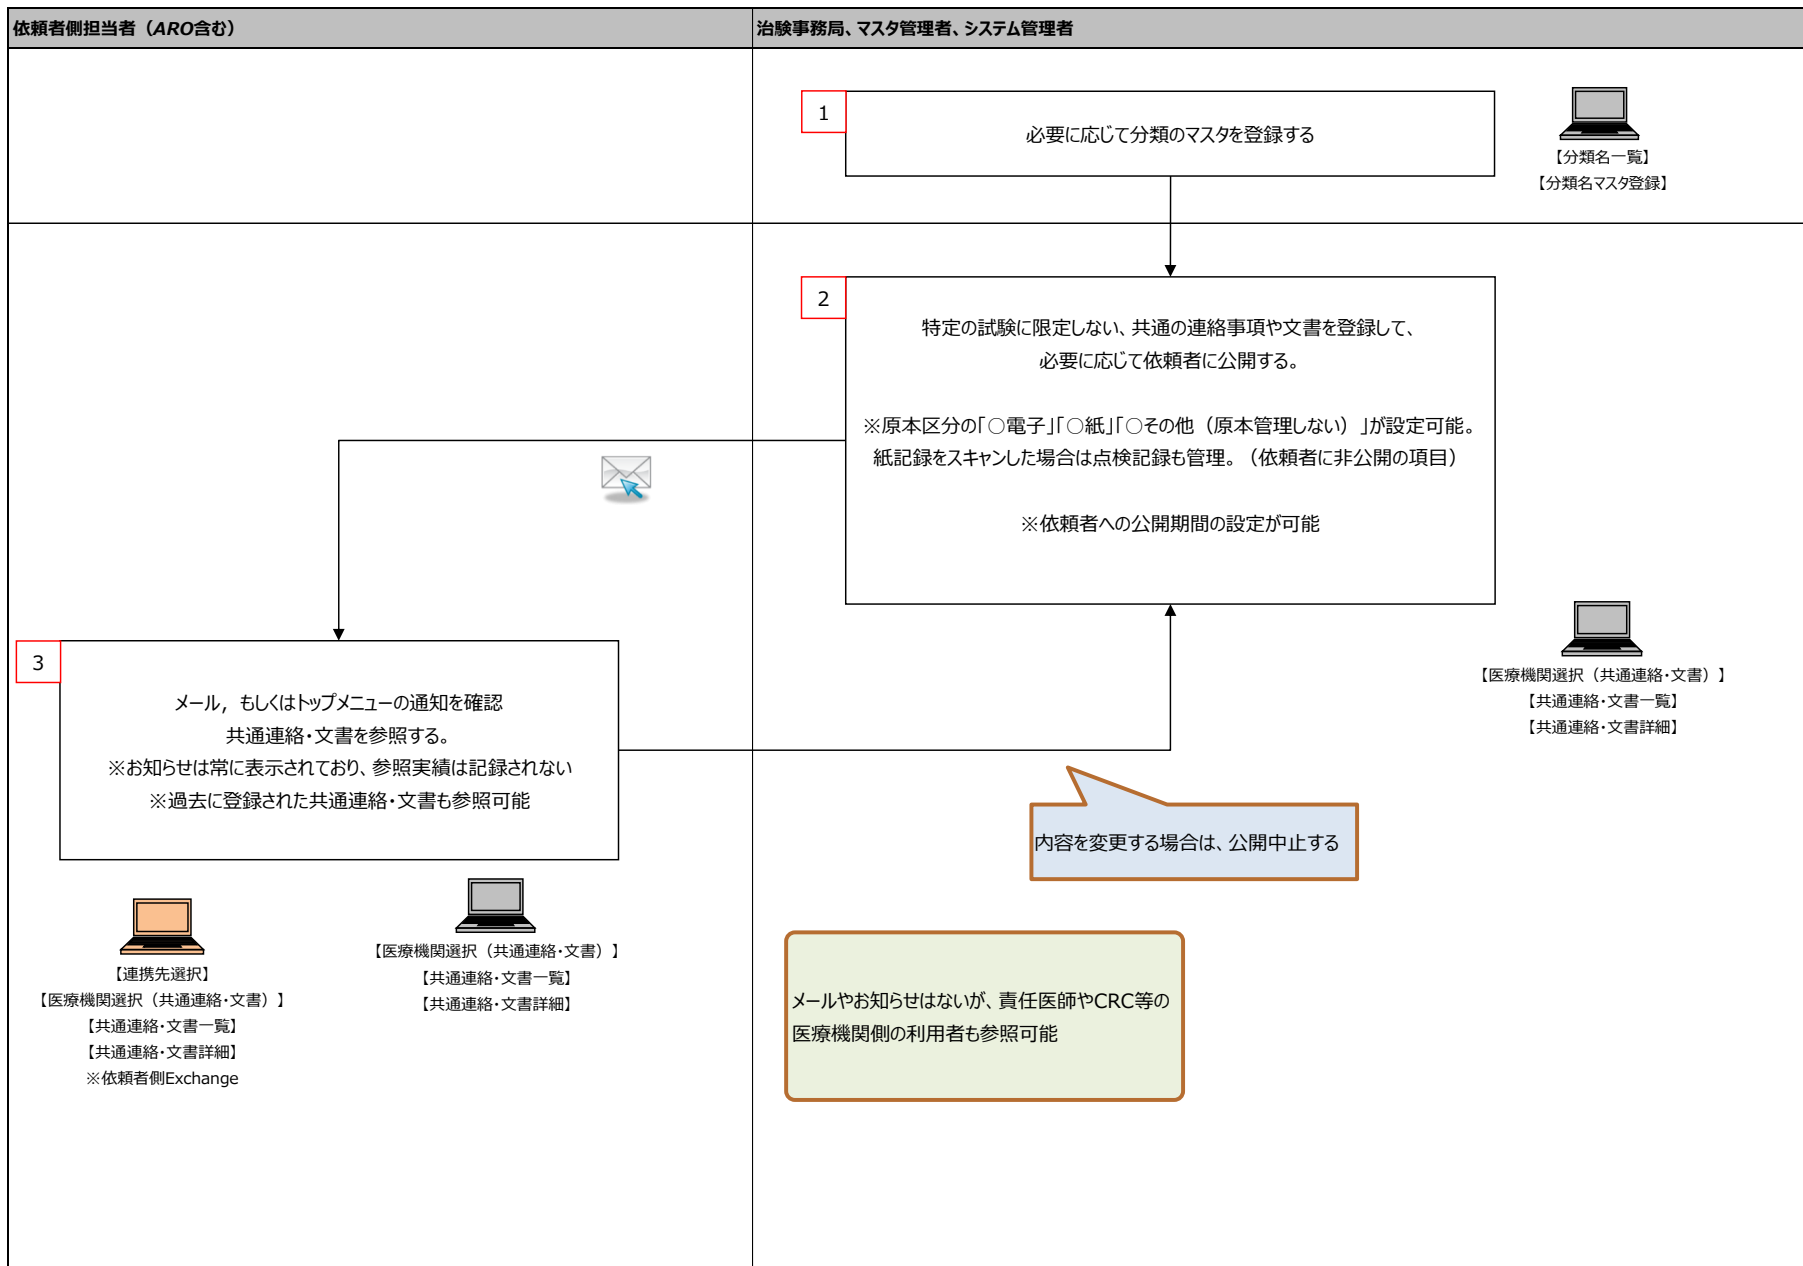 依頼者側担当者（ARO含む）
治験事務局、マスタ管理者、システム管理者
1
必要に応じて分類のマスタを登録する
【分類名一覧】
【分類名マスタ登録】
2
特定の試験に限定しない、共通の連絡事項や文書を登録して、
必要に応じて依頼者に公開する。
※原本区分の「○電子」「○紙」「○その他（原本管理しない）」が設定可能。
紙記録をスキャンした場合は点検記録も管理。（依頼者に非公開の項目）
※依頼者への公開期間の設定が可能
【医療機関選択（共通連絡・文書）】
【共通連絡・文書一覧】
【共通連絡・文書詳細】
3
メール，もしくはトップメニューの通知を確認
共通連絡・文書を参照する。
※お知らせは常に表示されており、参照実績は記録されない
※過去に登録された共通連絡・文書も参照可能
内容を変更する場合は、公開中止する
【連携先選択】
【医療機関選択（共通連絡・文書）】
【共通連絡・文書一覧】
【共通連絡・文書詳細】
※依頼者側Exchange
【医療機関選択（共通連絡・文書）】
【共通連絡・文書一覧】
【共通連絡・文書詳細】
メールやお知らせはないが、責任医師やCRC等の
医療機関側の利用者も参照可能